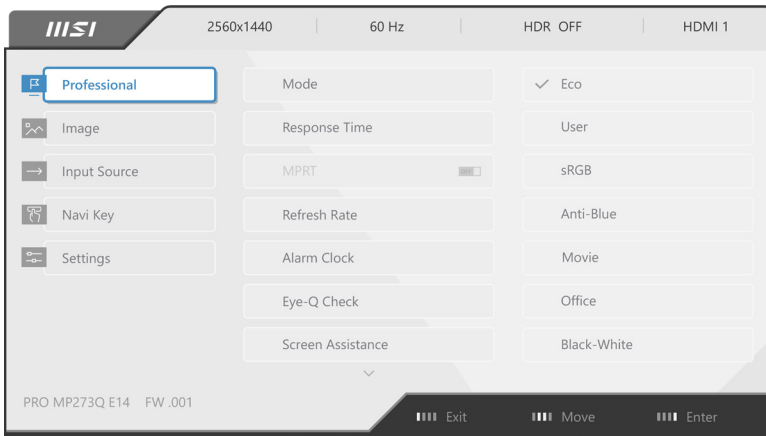 msi 2560x1440 60 Hz HDR OFF HDMI 1
Professional Mode Eco
Image Response Time User
Input Source MPRT OFF sRGB
Navi Key Refresh Rate Anti-Blue
Settings Alarm Clock Movie
Eye-Q Check Office
Screen Assistance Black-White
PRO MP273Q E14 FW .001
Exit Move Enter